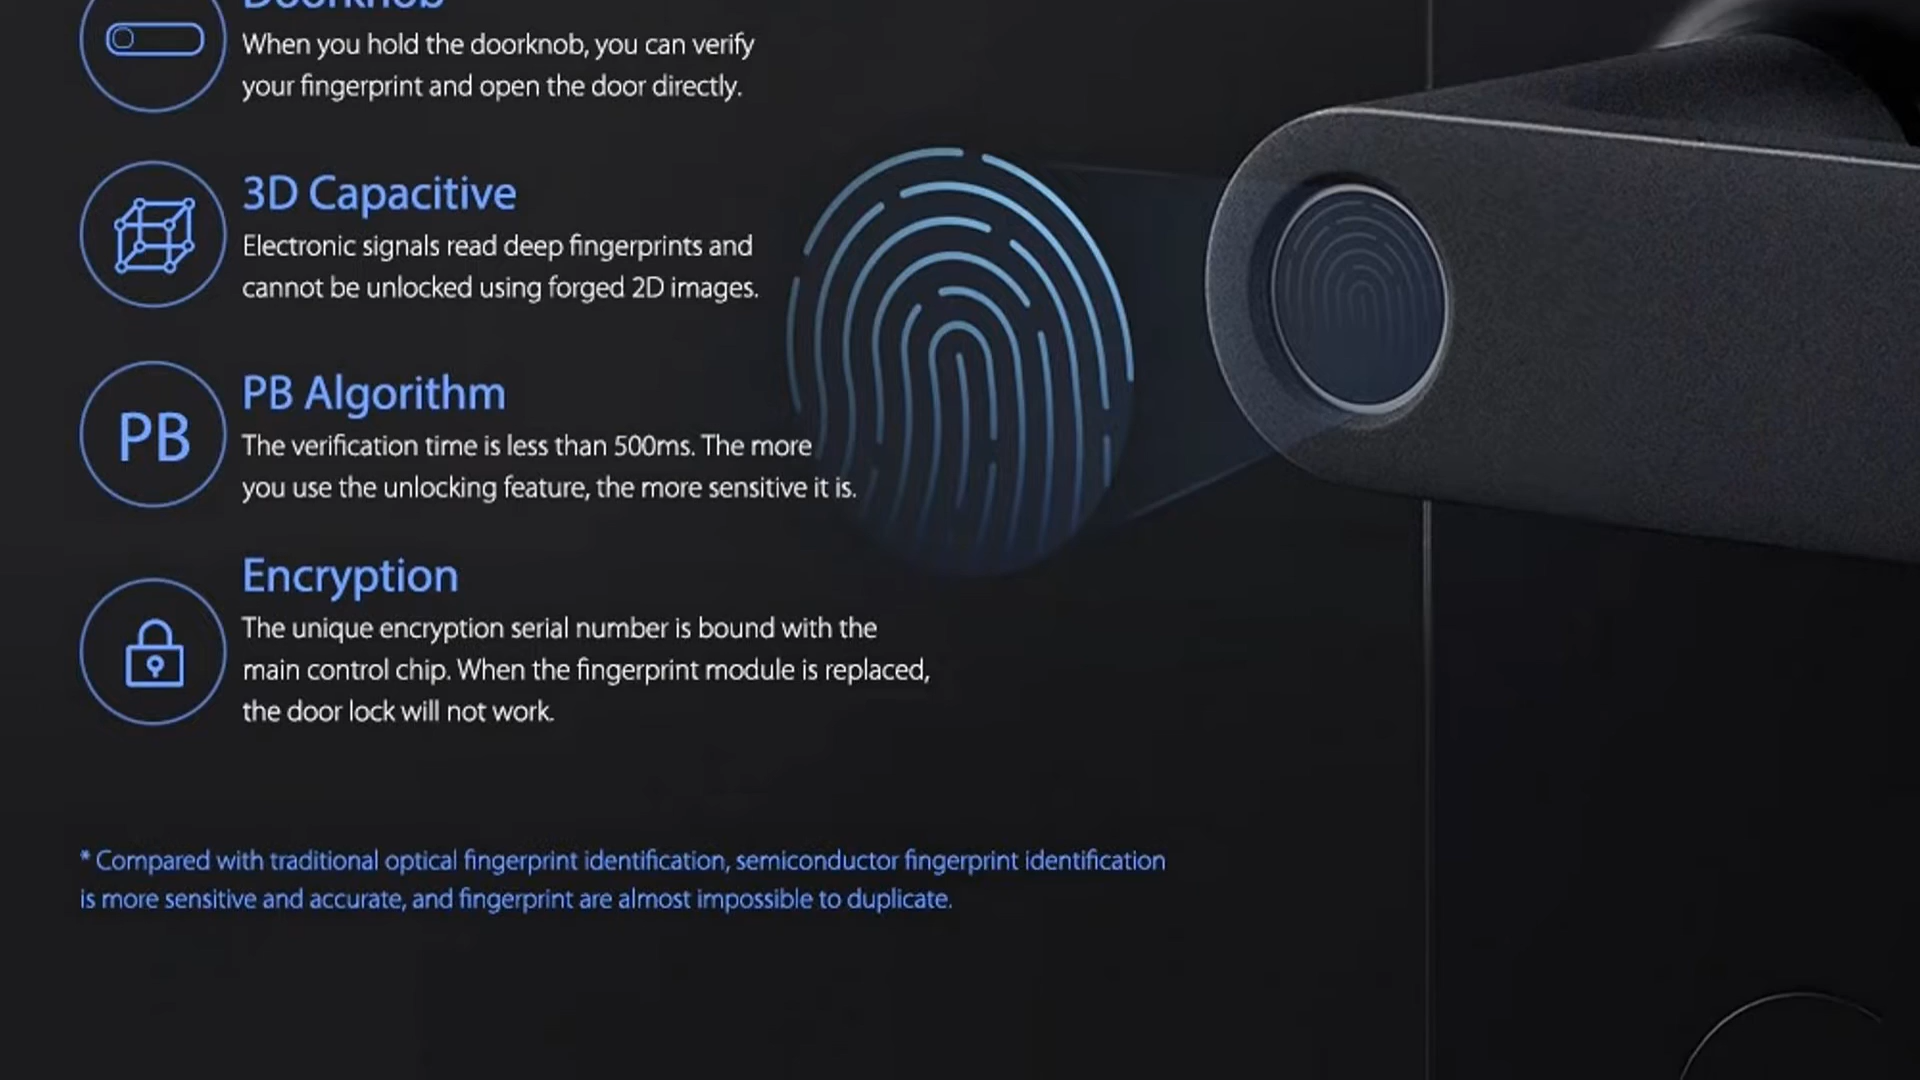 Doorknob
When you hold the doorknob, you can verify
your fingerprint and open the door directly.
3D Capacitive
Electronic signals read deep fingerprints and
cannot be unlocked using forged 2D images.
PB
PB Algorithm
The verification time is less than 500ms. The more
you use the unlocking feature, the more sensitive it is.
Encryption
The unique encryption serial number is bound with the
main control chip. When the fingerprint module is replaced,
the door lock will not work.
* Compared with traditional optical fingerprint identification, semiconductor fingerprint identification
is more sensitive and accurate, and fingerprint are almost impossible to duplicate.